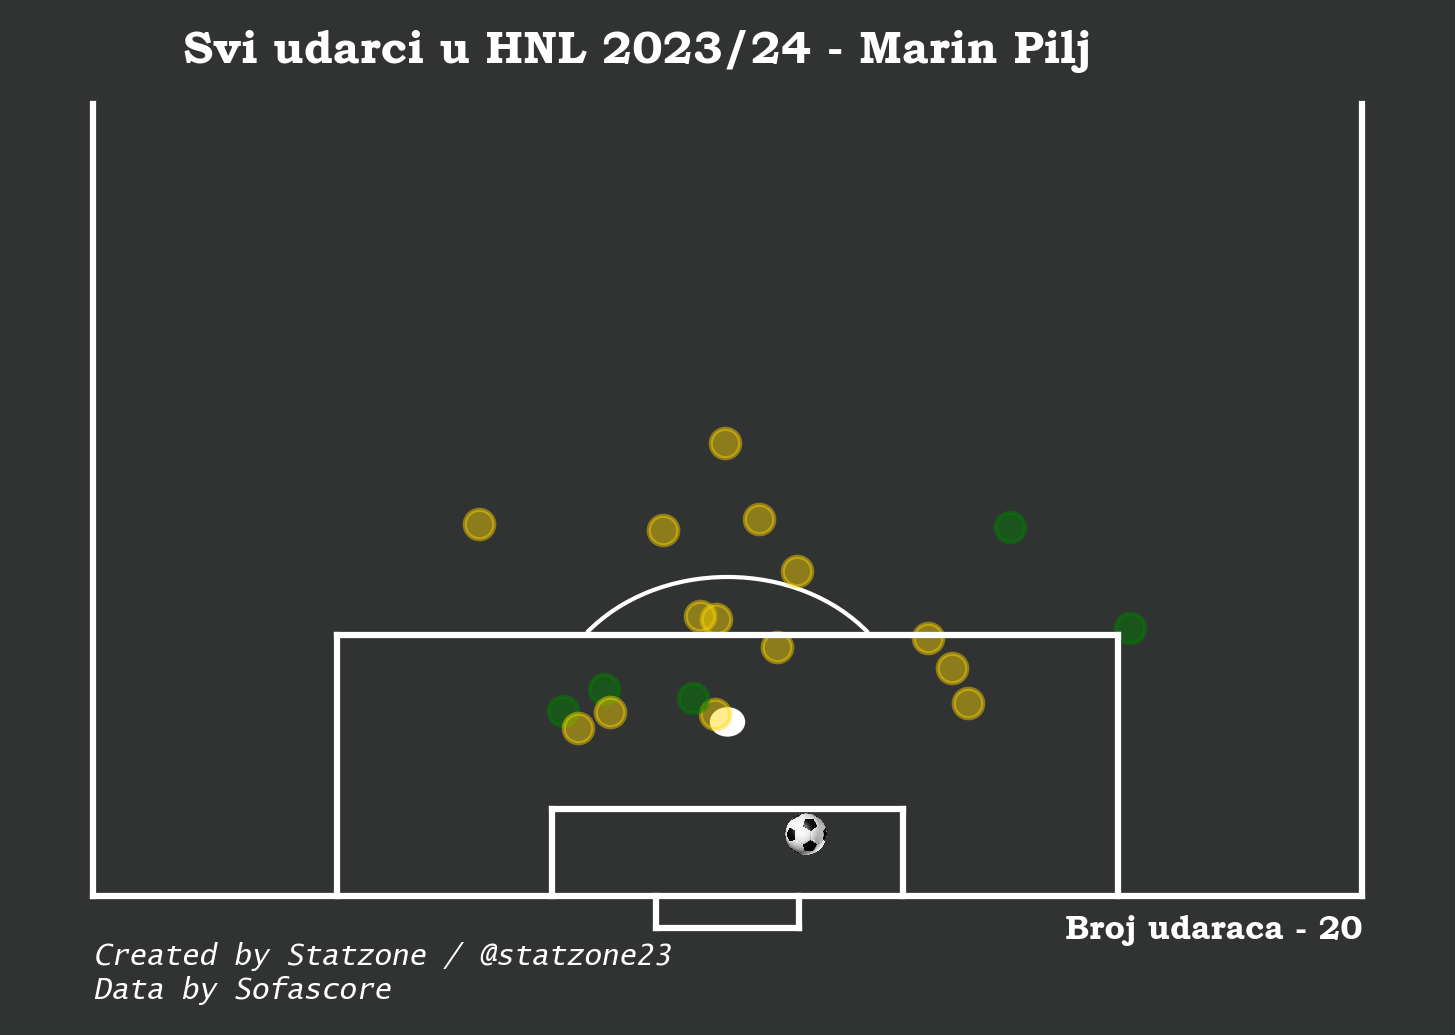 Svi udarci u HNL 2023/24 - Marin Pilj
Broj udaraca - 20
Created by Statzone / @statzone23
Data by Sofascore